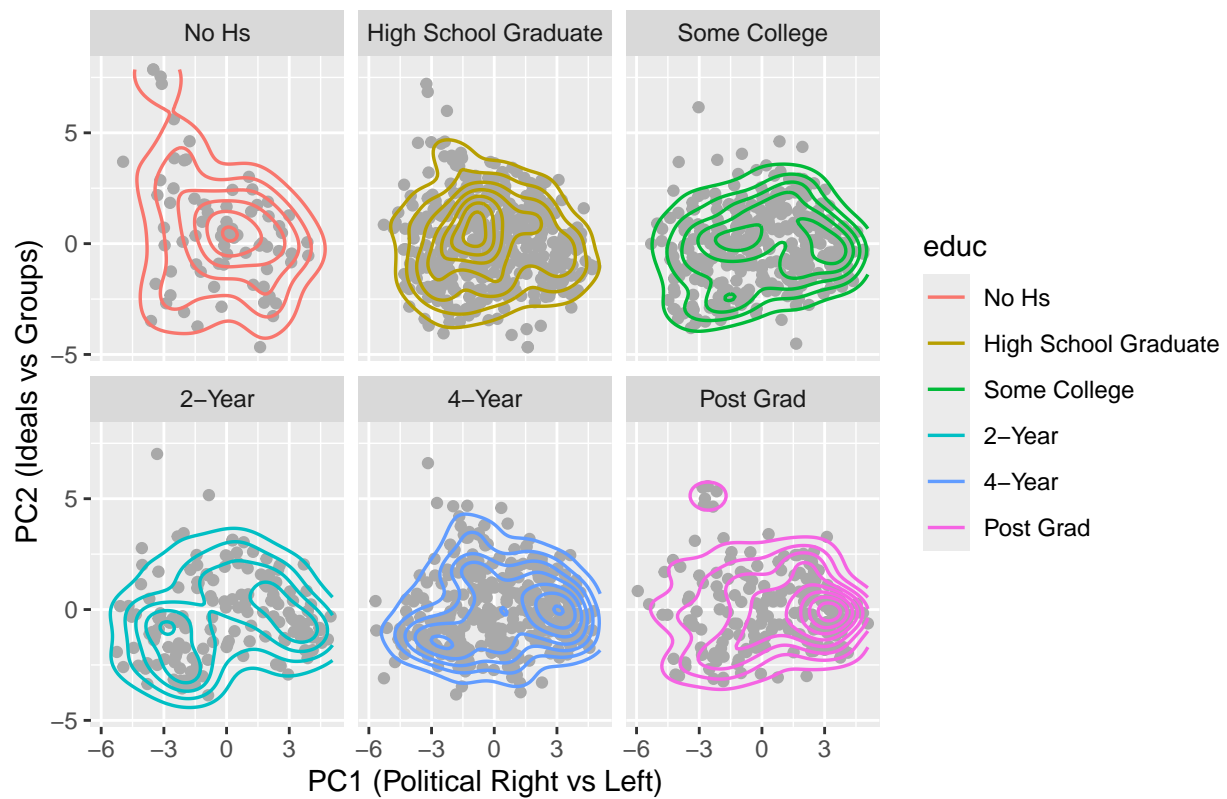 No Hs
High School Graduate
Some College
5
0
−5
2−Year
4−Year
Post Grad
5
0
−5
−6 −3 0 3
−6 −3 0 3
−6 −3 0 3
PC1 (Political Right vs Left)
PC2 (Ideals vs Groups)
educ
No Hs
High School Graduate
Some College
2−Year
4−Year
Post Grad